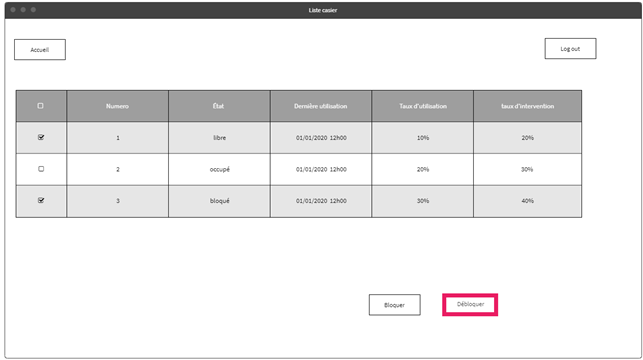 Liste casier
Accueil
Log out
Numero État Dernière utilisation Taux d'utilisation taux d'intervention
1 libre 01/01/2020 12h00 10% 20%
2 occupé 01/01/2020 12h00 20% 30%
3 bloqué 01/01/2020 12h00 30% 40%
Bloquer Débloquer